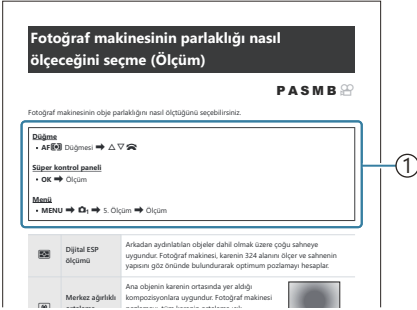 Fotoğraf makinesinin parlaklığı nasıl
ölçeceğini seçme (Ölçüm)
PASMB
Fotoğraf makinesinin obje parlaklığını nasıl ölçtüğünü seçebilirsiniz.
Düğme
• AF Düğmesi ➡ △ ▽
Süper kontrol paneli
• OK ➡ Ölçüm
Menü
• MENU ➡ 1 ➡ 5. Ölçüm ➡ Ölçüm
1
Dijital ESP
ölçümü
Arkadan aydınlatılan objeler dahil olmak üzere çoğu sahneye
uygundur. Fotoğraf makinesi, karenin 324 alanını ölçer ve sahnenin
yapısını göz önünde bulundurarak optimum pozlamayı hesaplar.
Merkez ağırlıklı
Ana objenin karenin ortasında yer aldığı
kompozisyonlara uygundur. Fotoğraf makinesi